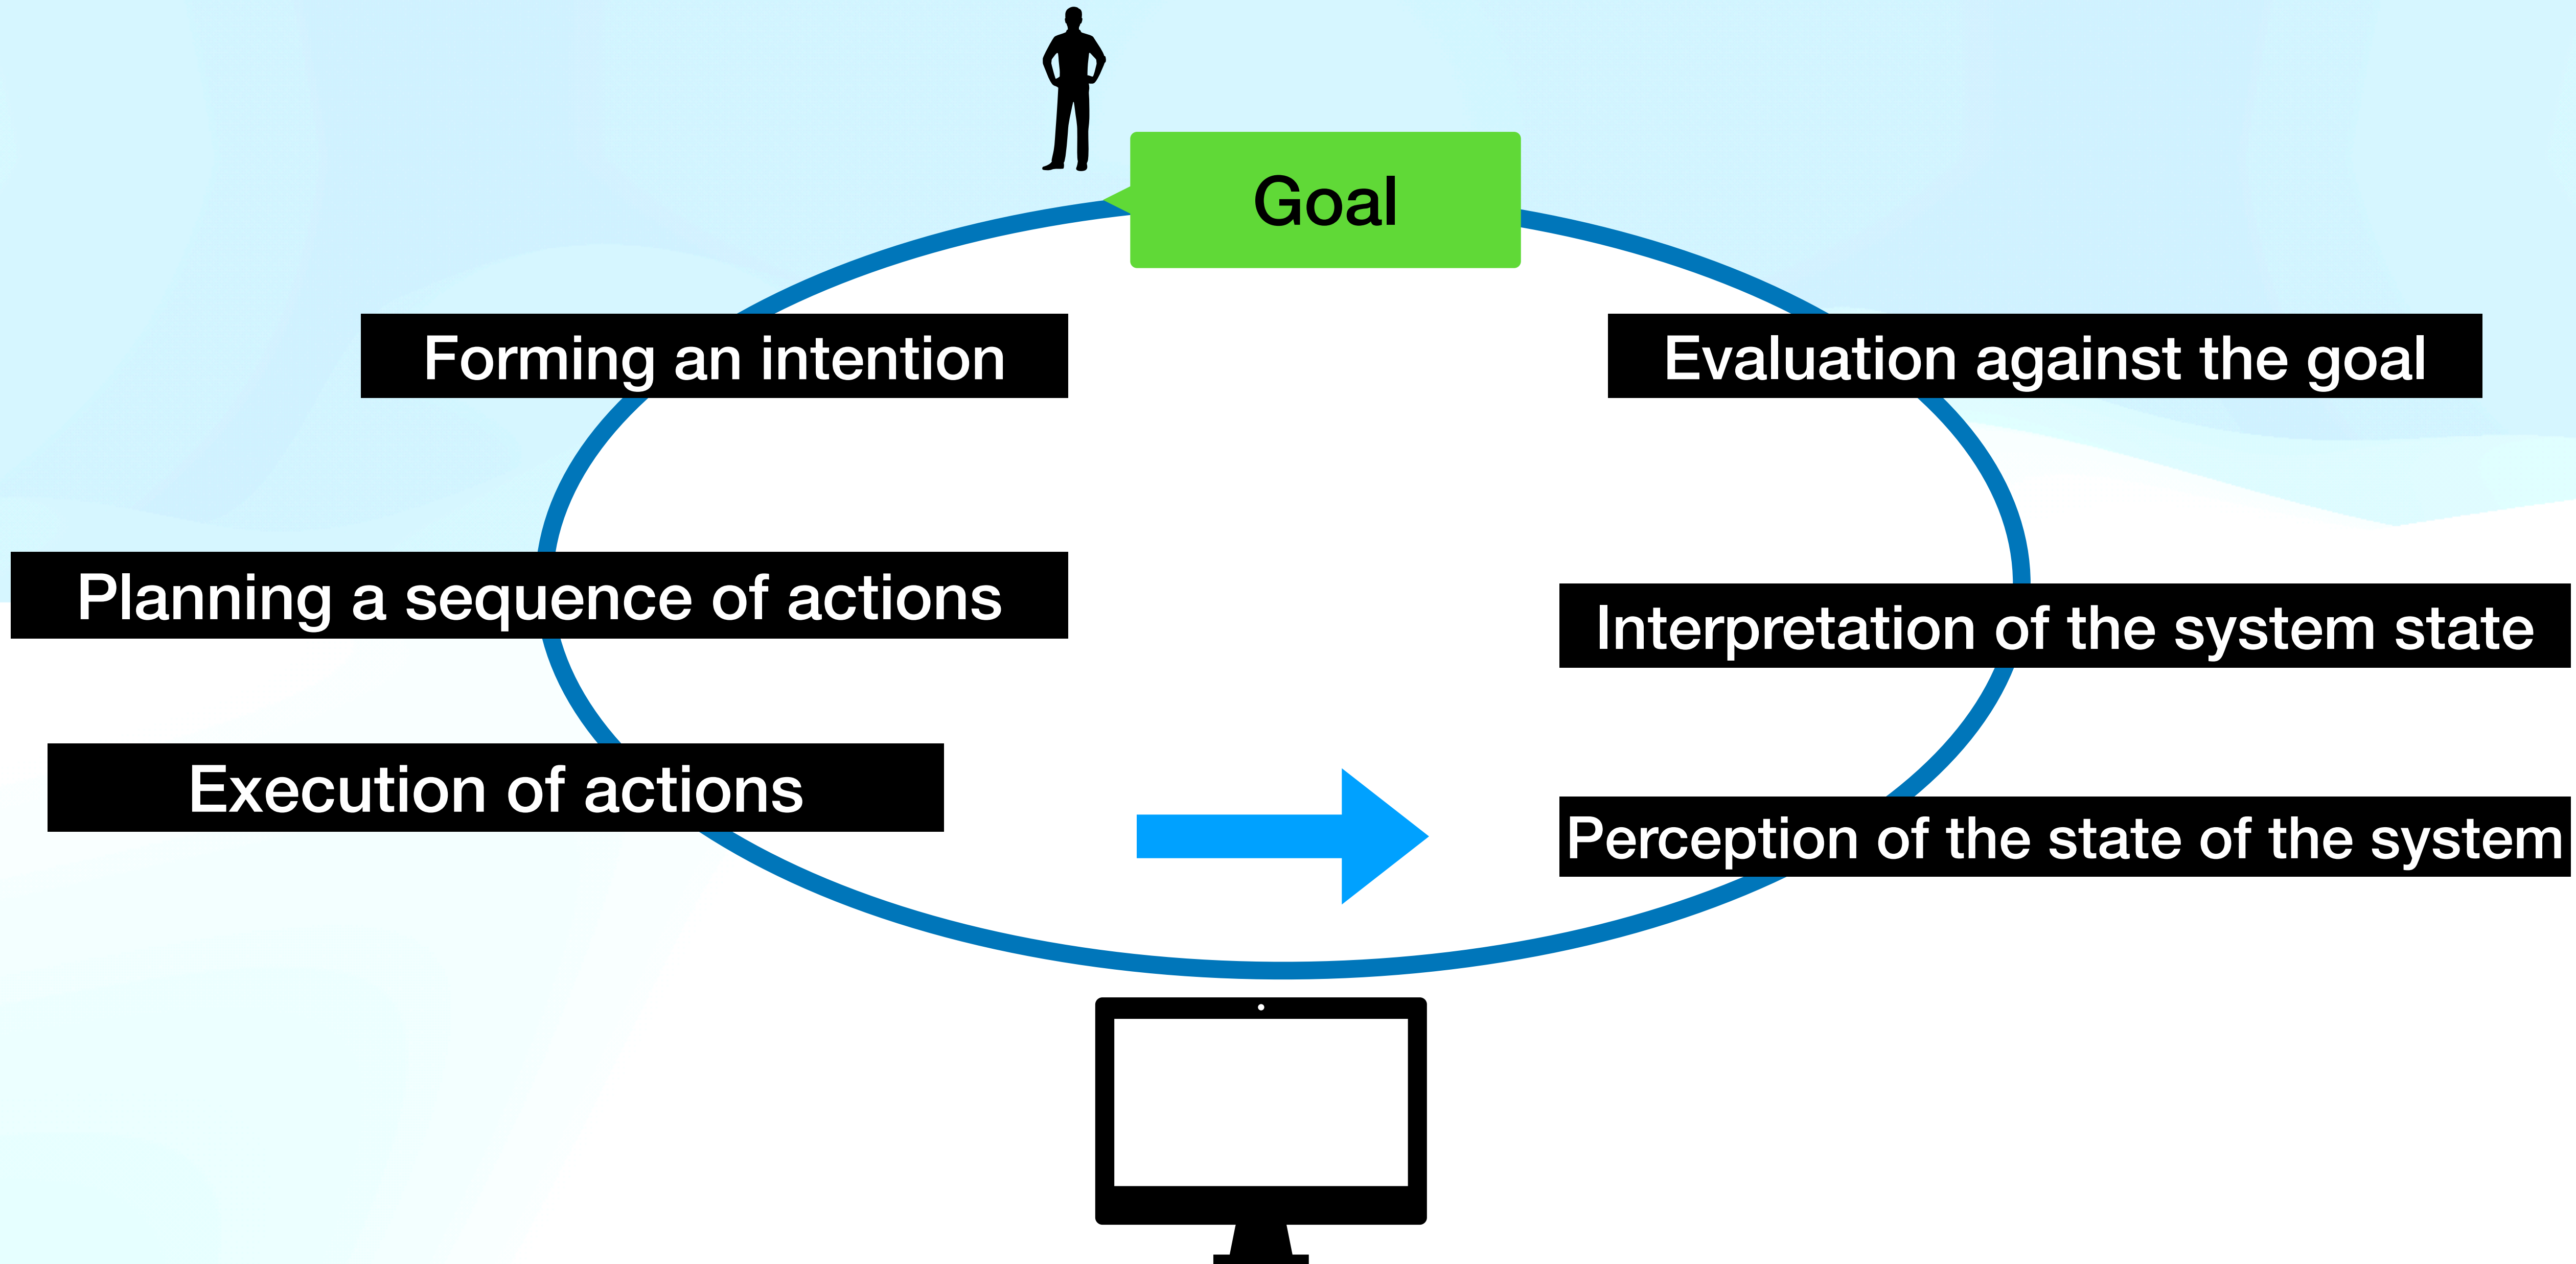 Goal
Forming an intention
Evaluation against the goal
Planning a sequence of actions
Interpretation of the system state
Execution of actions
Perception of the state of the system